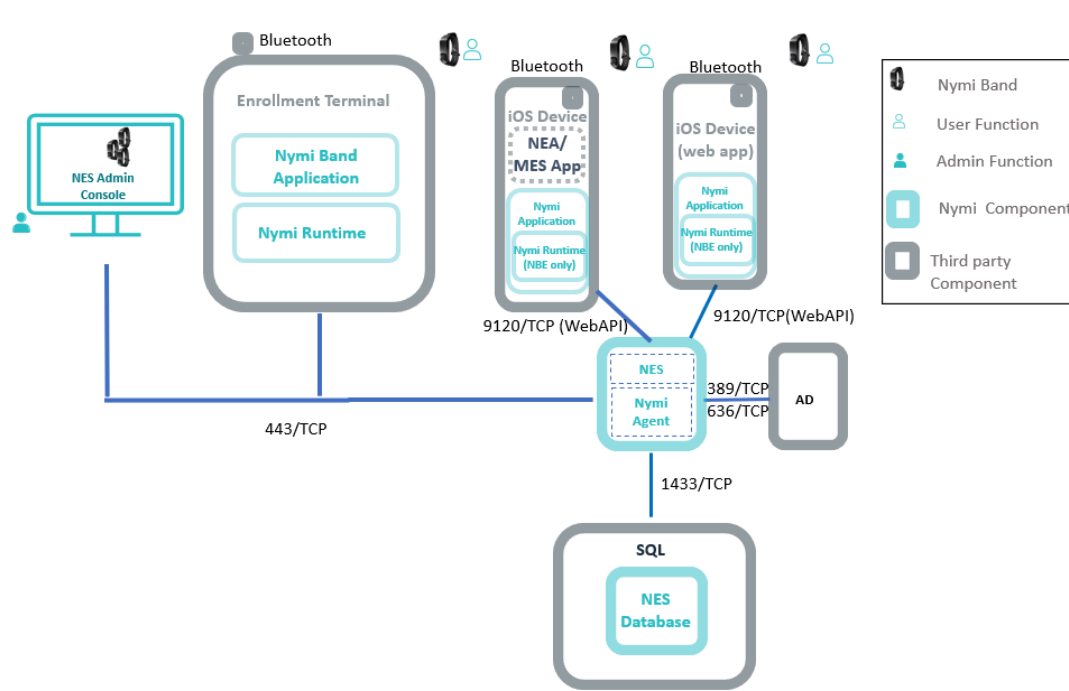 Bluetooth
Enrollment Terminal
Nymi Band
Application
Nymi Runtime
NES Admin
Console
Bluetooth
iOS Device
NEA/
MES App
Nymi
Application
Nymi Runtime
(NBE only)
Bluetooth
iOS Device
(web app)
Nymi
Application
Nymi Runtime
(NBE only)
Nymi Band
User Function
Admin Function
Nymi Component
Third party
Component
9120/TCP (WebAPI)
9120/TCP(WebAPI)
NES
Nymi
Agent
389/TCP
636/TCP
AD
443/TCP
1433/TCP
SQL
NES
Database